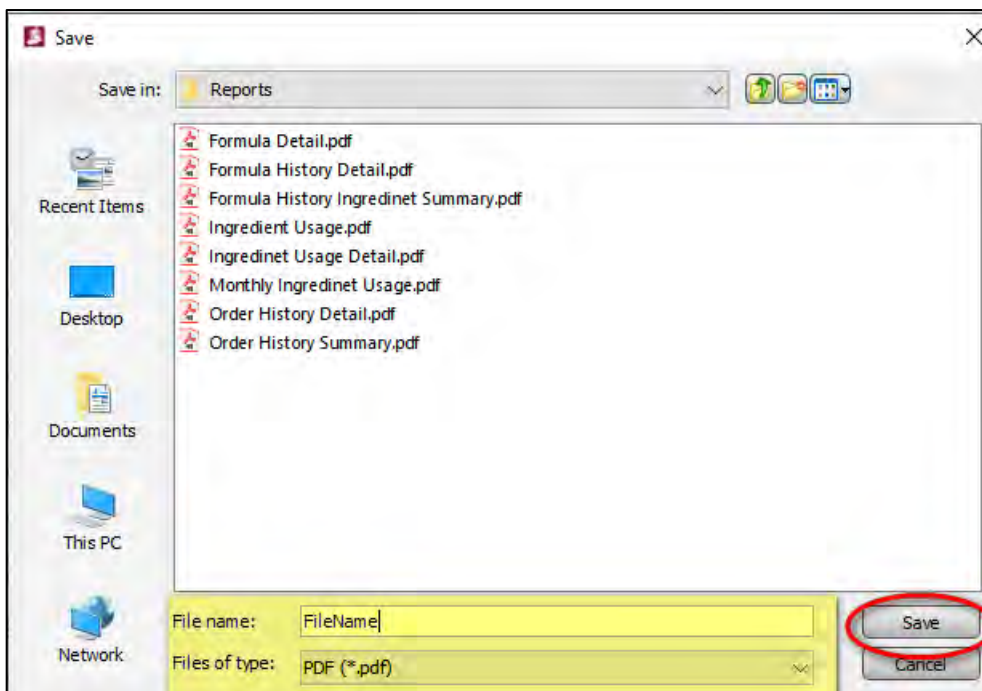 Save
Save in: Reports
Formula Detail.pdf
Formula History Detail.pdf
Formula History Ingredinet Summary.pdf
Ingredient Usage.pdf
Ingredinet Usage Detail.pdf
Monthly Ingredinet Usage.pdf
Order History Detail.pdf
Order History Summary.pdf
Recent Items
Desktop
Documents
This PC
Network
File name: FileName
Save
Files of type: PDF (*.pdf)
Cancel